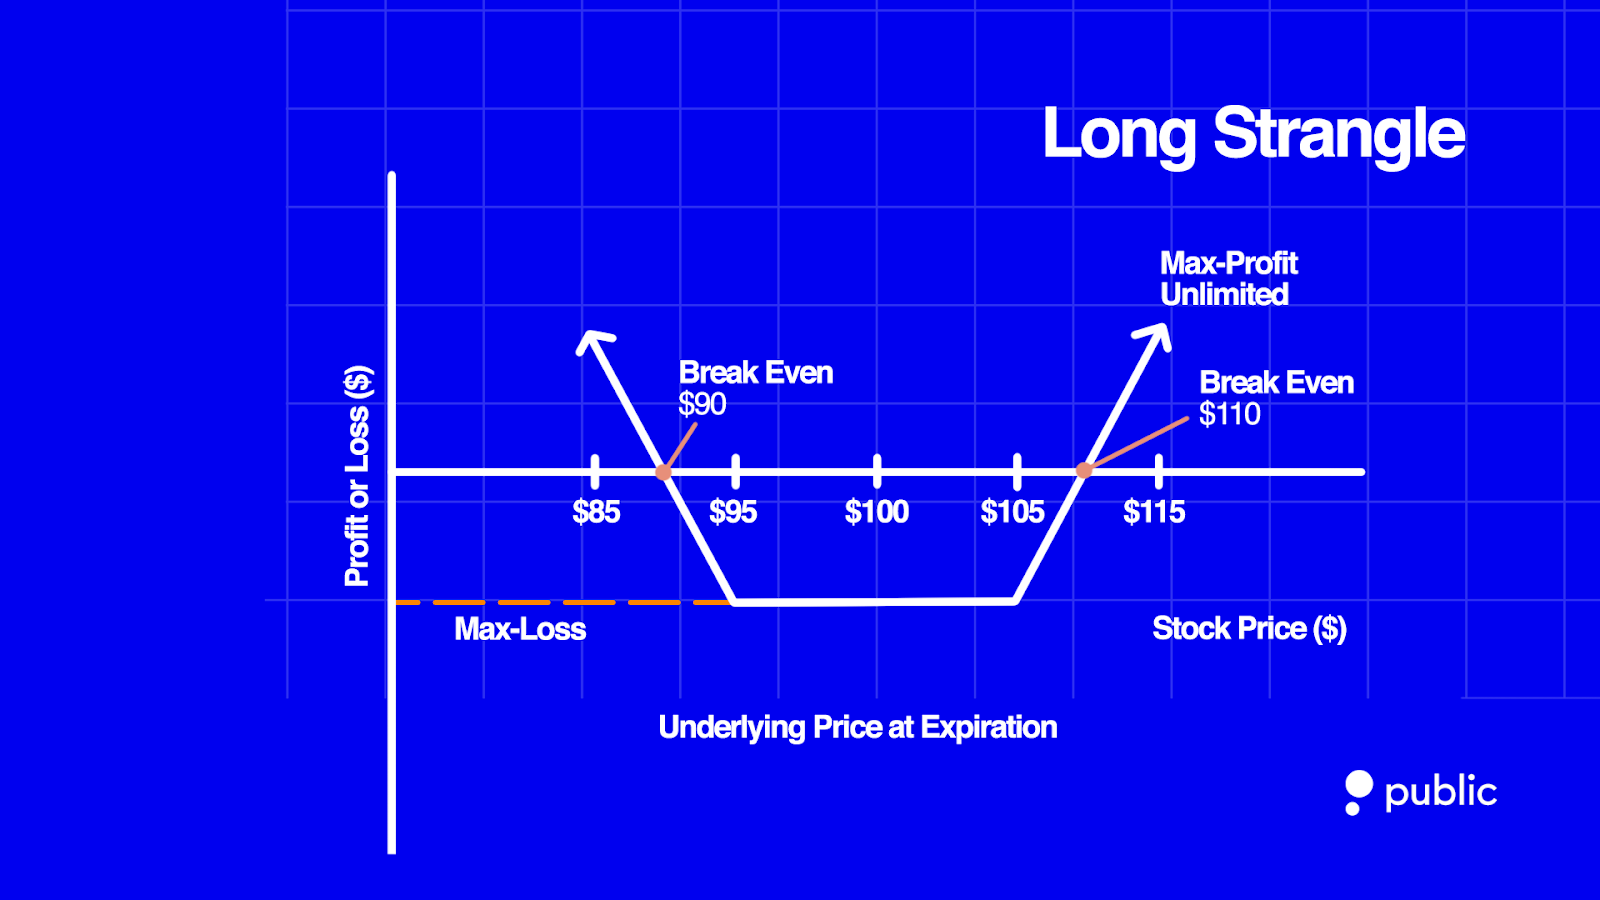 Long Strangle
Max-Profit
Unlimited
Break Even
$90
Break Even
$110
Profit or Loss ($)
$85
$95
$100
$105
$115
Max-Loss
Stock Price ($)
Underlying Price at Expiration
public